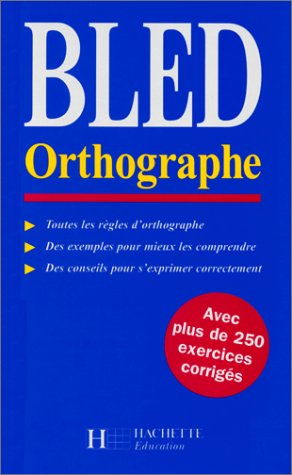 BLED
Orthographe
Toutes les règles d'orthographe
Des exemples pour mieux les comprendre
Des conseils pour s'exprimer correctement
Avec
plus de 250
exercices
corrigés
H HACHETTE
Education